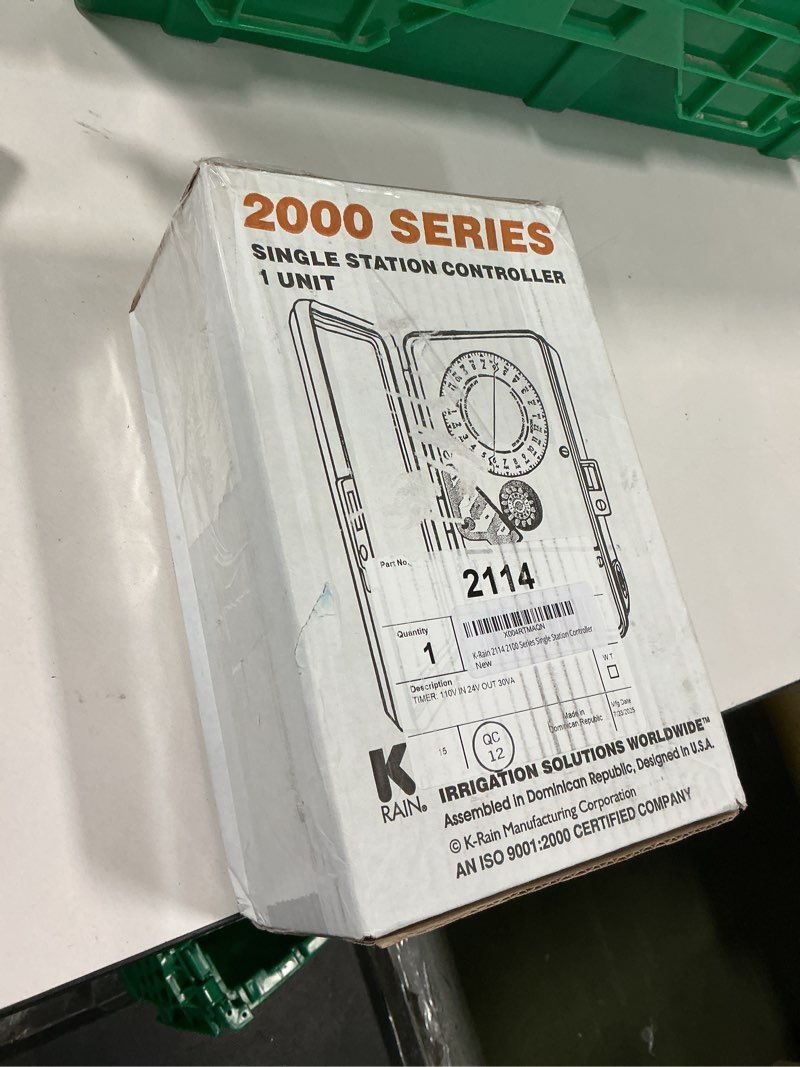 2000 SERIES
SINGLE STATION CONTROLLER
1 UNIT
Part No.
2114
Quantity
1
X004RTMAQN
K-Rain 2114 2100 Series Single Station Controller
New
W.T.
Description
TIMER: 110V IN 24V OUT 30VA
15
QC
12
Made in
Dominican Republic
Mfg Date
K
RAIN®
IRRIGATION SOLUTIONS WORLDWIDE™
Assembled in Dominican Republic, Designed in U.S.A.
© K-Rain Manufacturing Corporation
AN ISO 9001:2000 CERTIFIED COMPANY